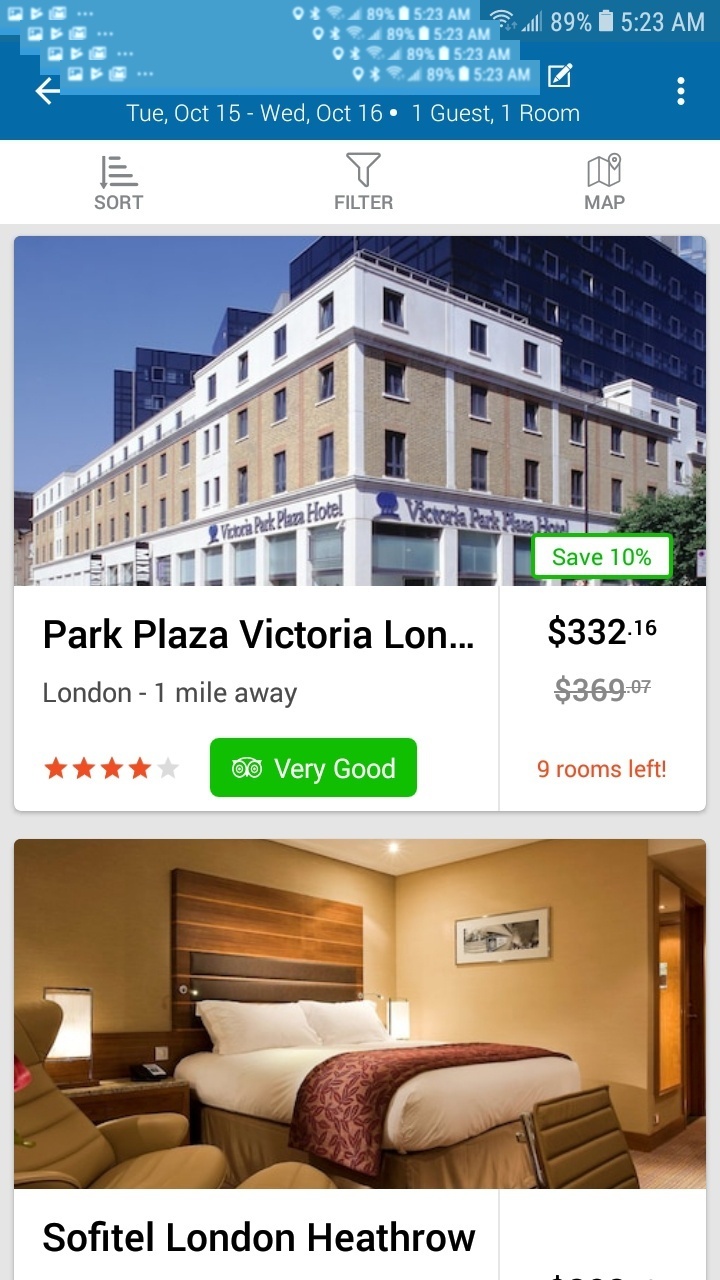 89% 5:23 AM
89% 5:23 AM
89% 5:23 AM
89% 5:23 AM
89% 5:23 AM
Tue, Oct 15 - Wed, Oct 16 • 1 Guest, 1 Room
SORT FILTER MAP
Victoria Park Plaza Hotel Victoria Park Plaza Hotel
Save 10%
Park Plaza Victoria Lon... $332.16
London - 1 mile away $369.07
Very Good 9 rooms left!
Sofitel London Heathrow